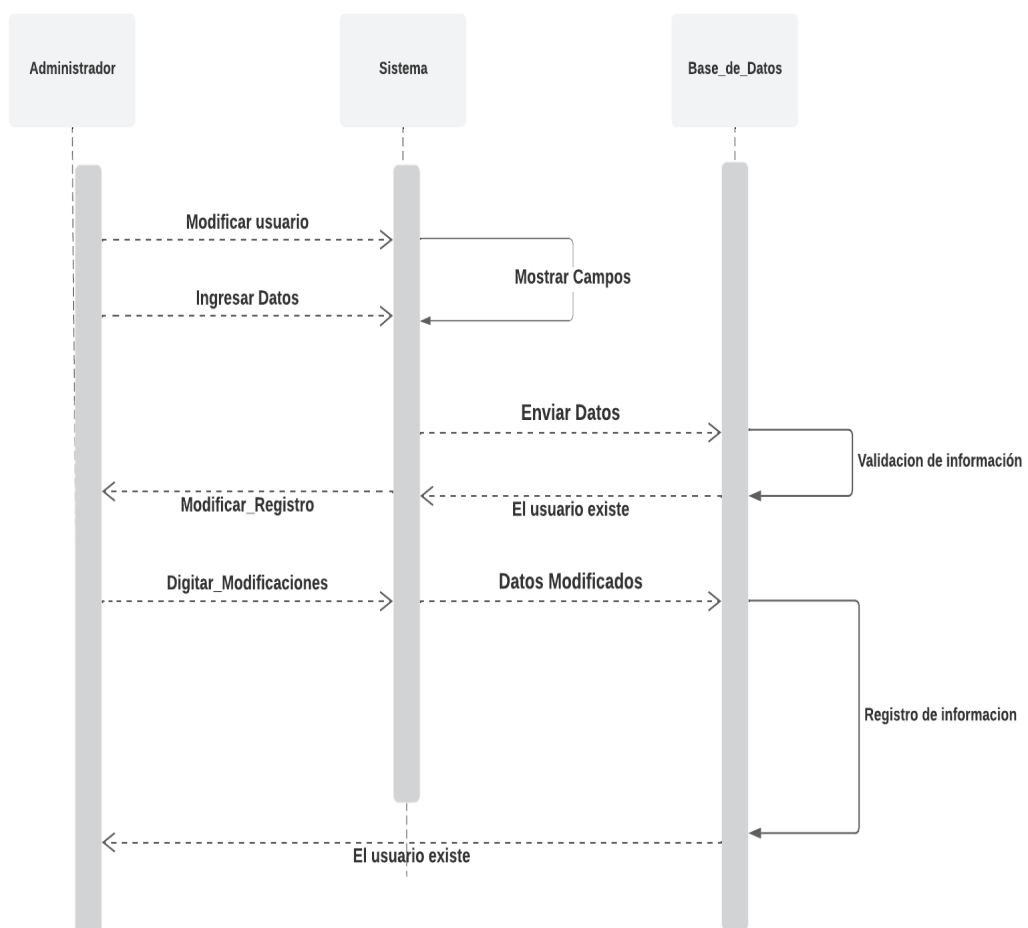 Administrador
Sistema
Base_de_Datos
Modificar usuario
Mostrar Campos
Ingresar Datos
Enviar Datos
Validacion de información
Modificar_Registro
El usuario existe
Digitar_Modificaciones
Datos Modificados
Registro de informacion
El usuario existe